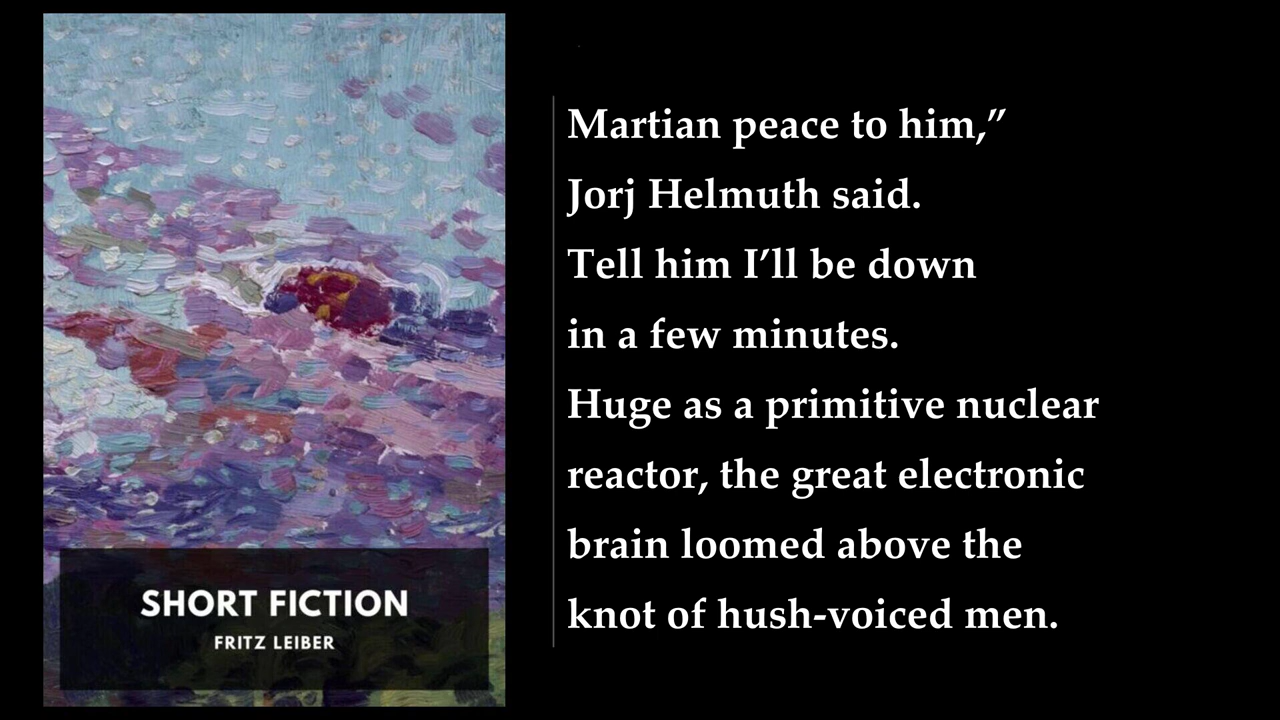 SHORT FICTION
FRITZ LEIBER
Martian peace to him,”
Jorj Helmuth said.
Tell him I’ll be down
in a few minutes.
Huge as a primitive nuclear
reactor, the great electronic
brain loomed above the
knot of hush-voiced men.